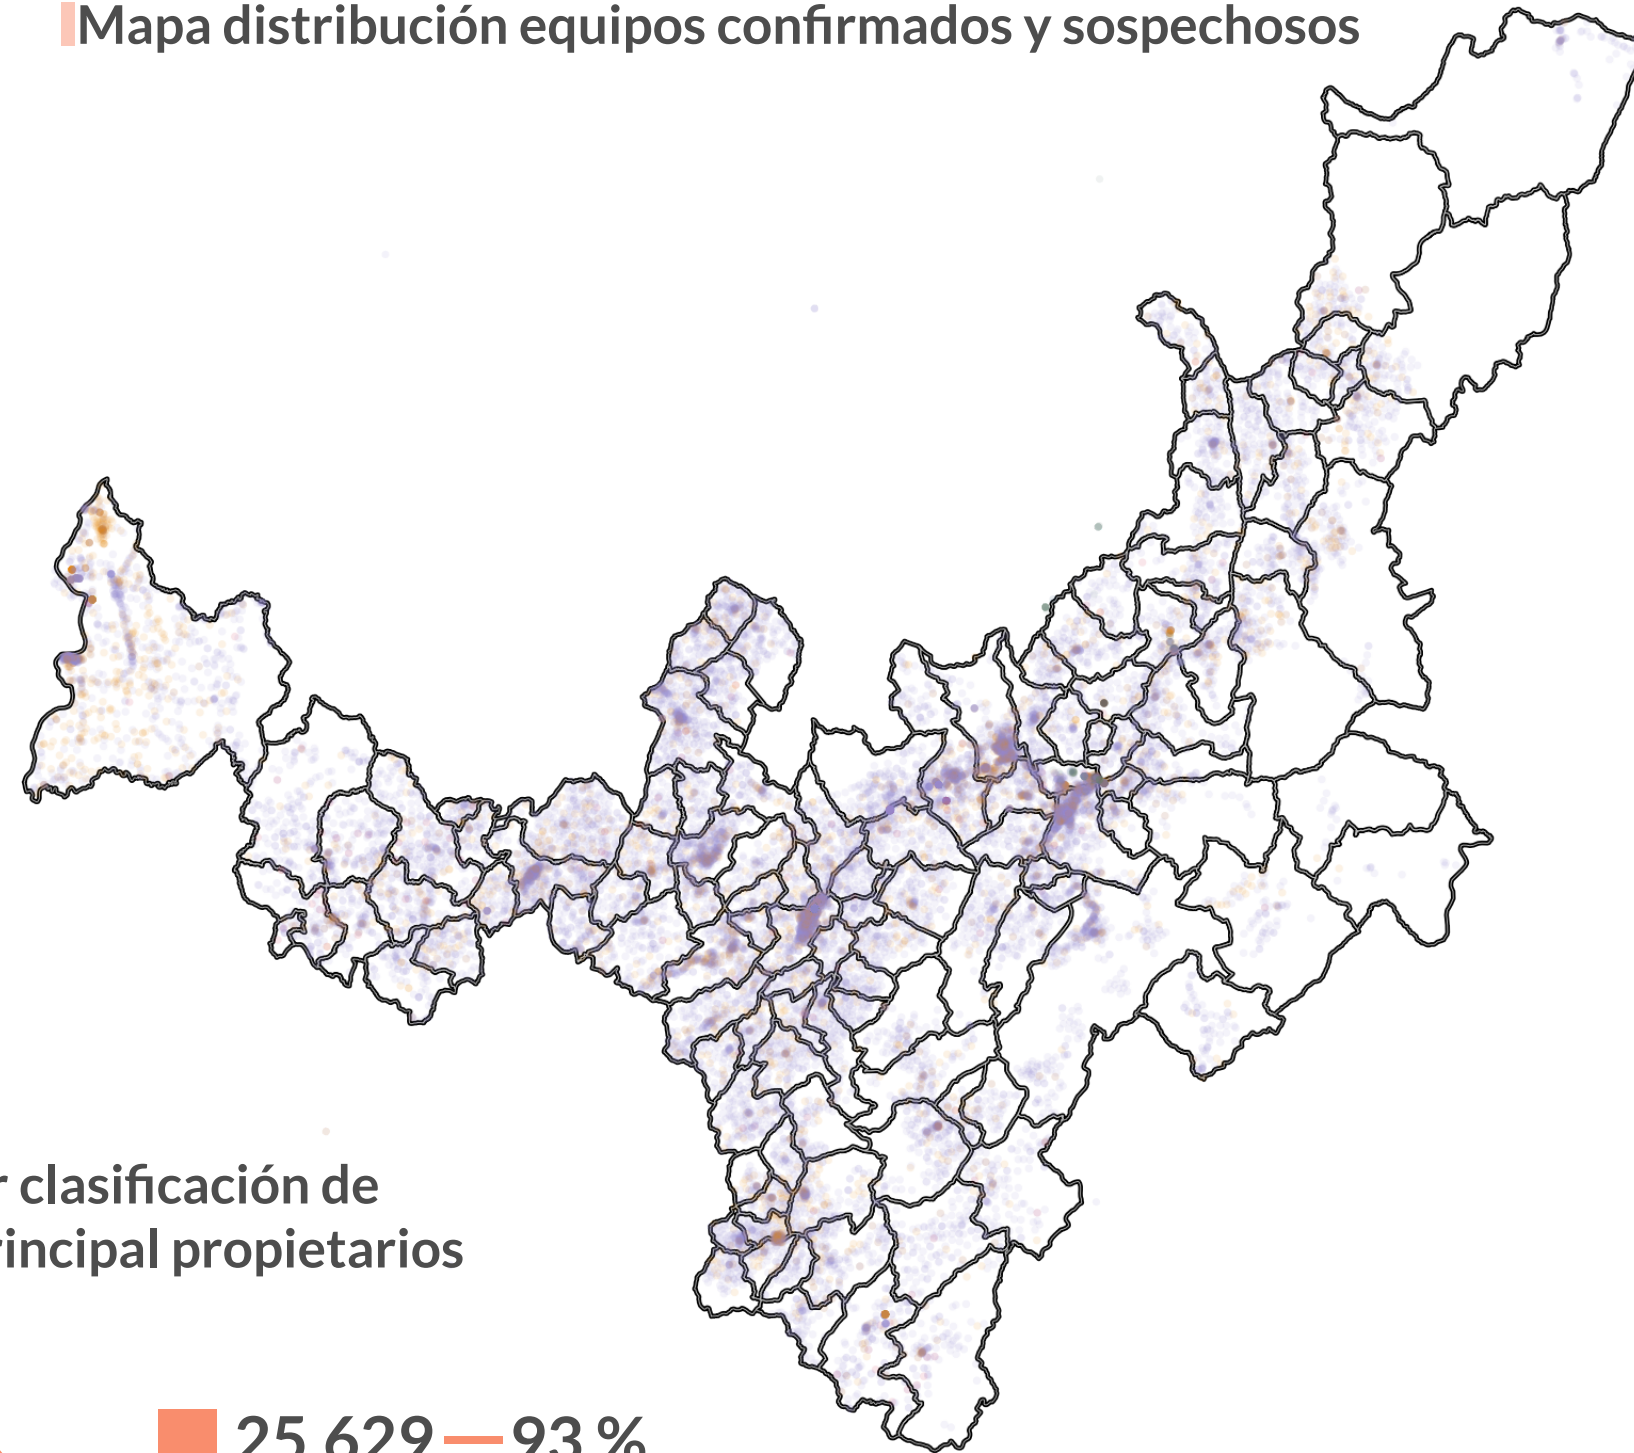 Mapa distribución equipos confirmados y sospechosos
r clasificación de
rincipal propietarios
25 629 — 93 %